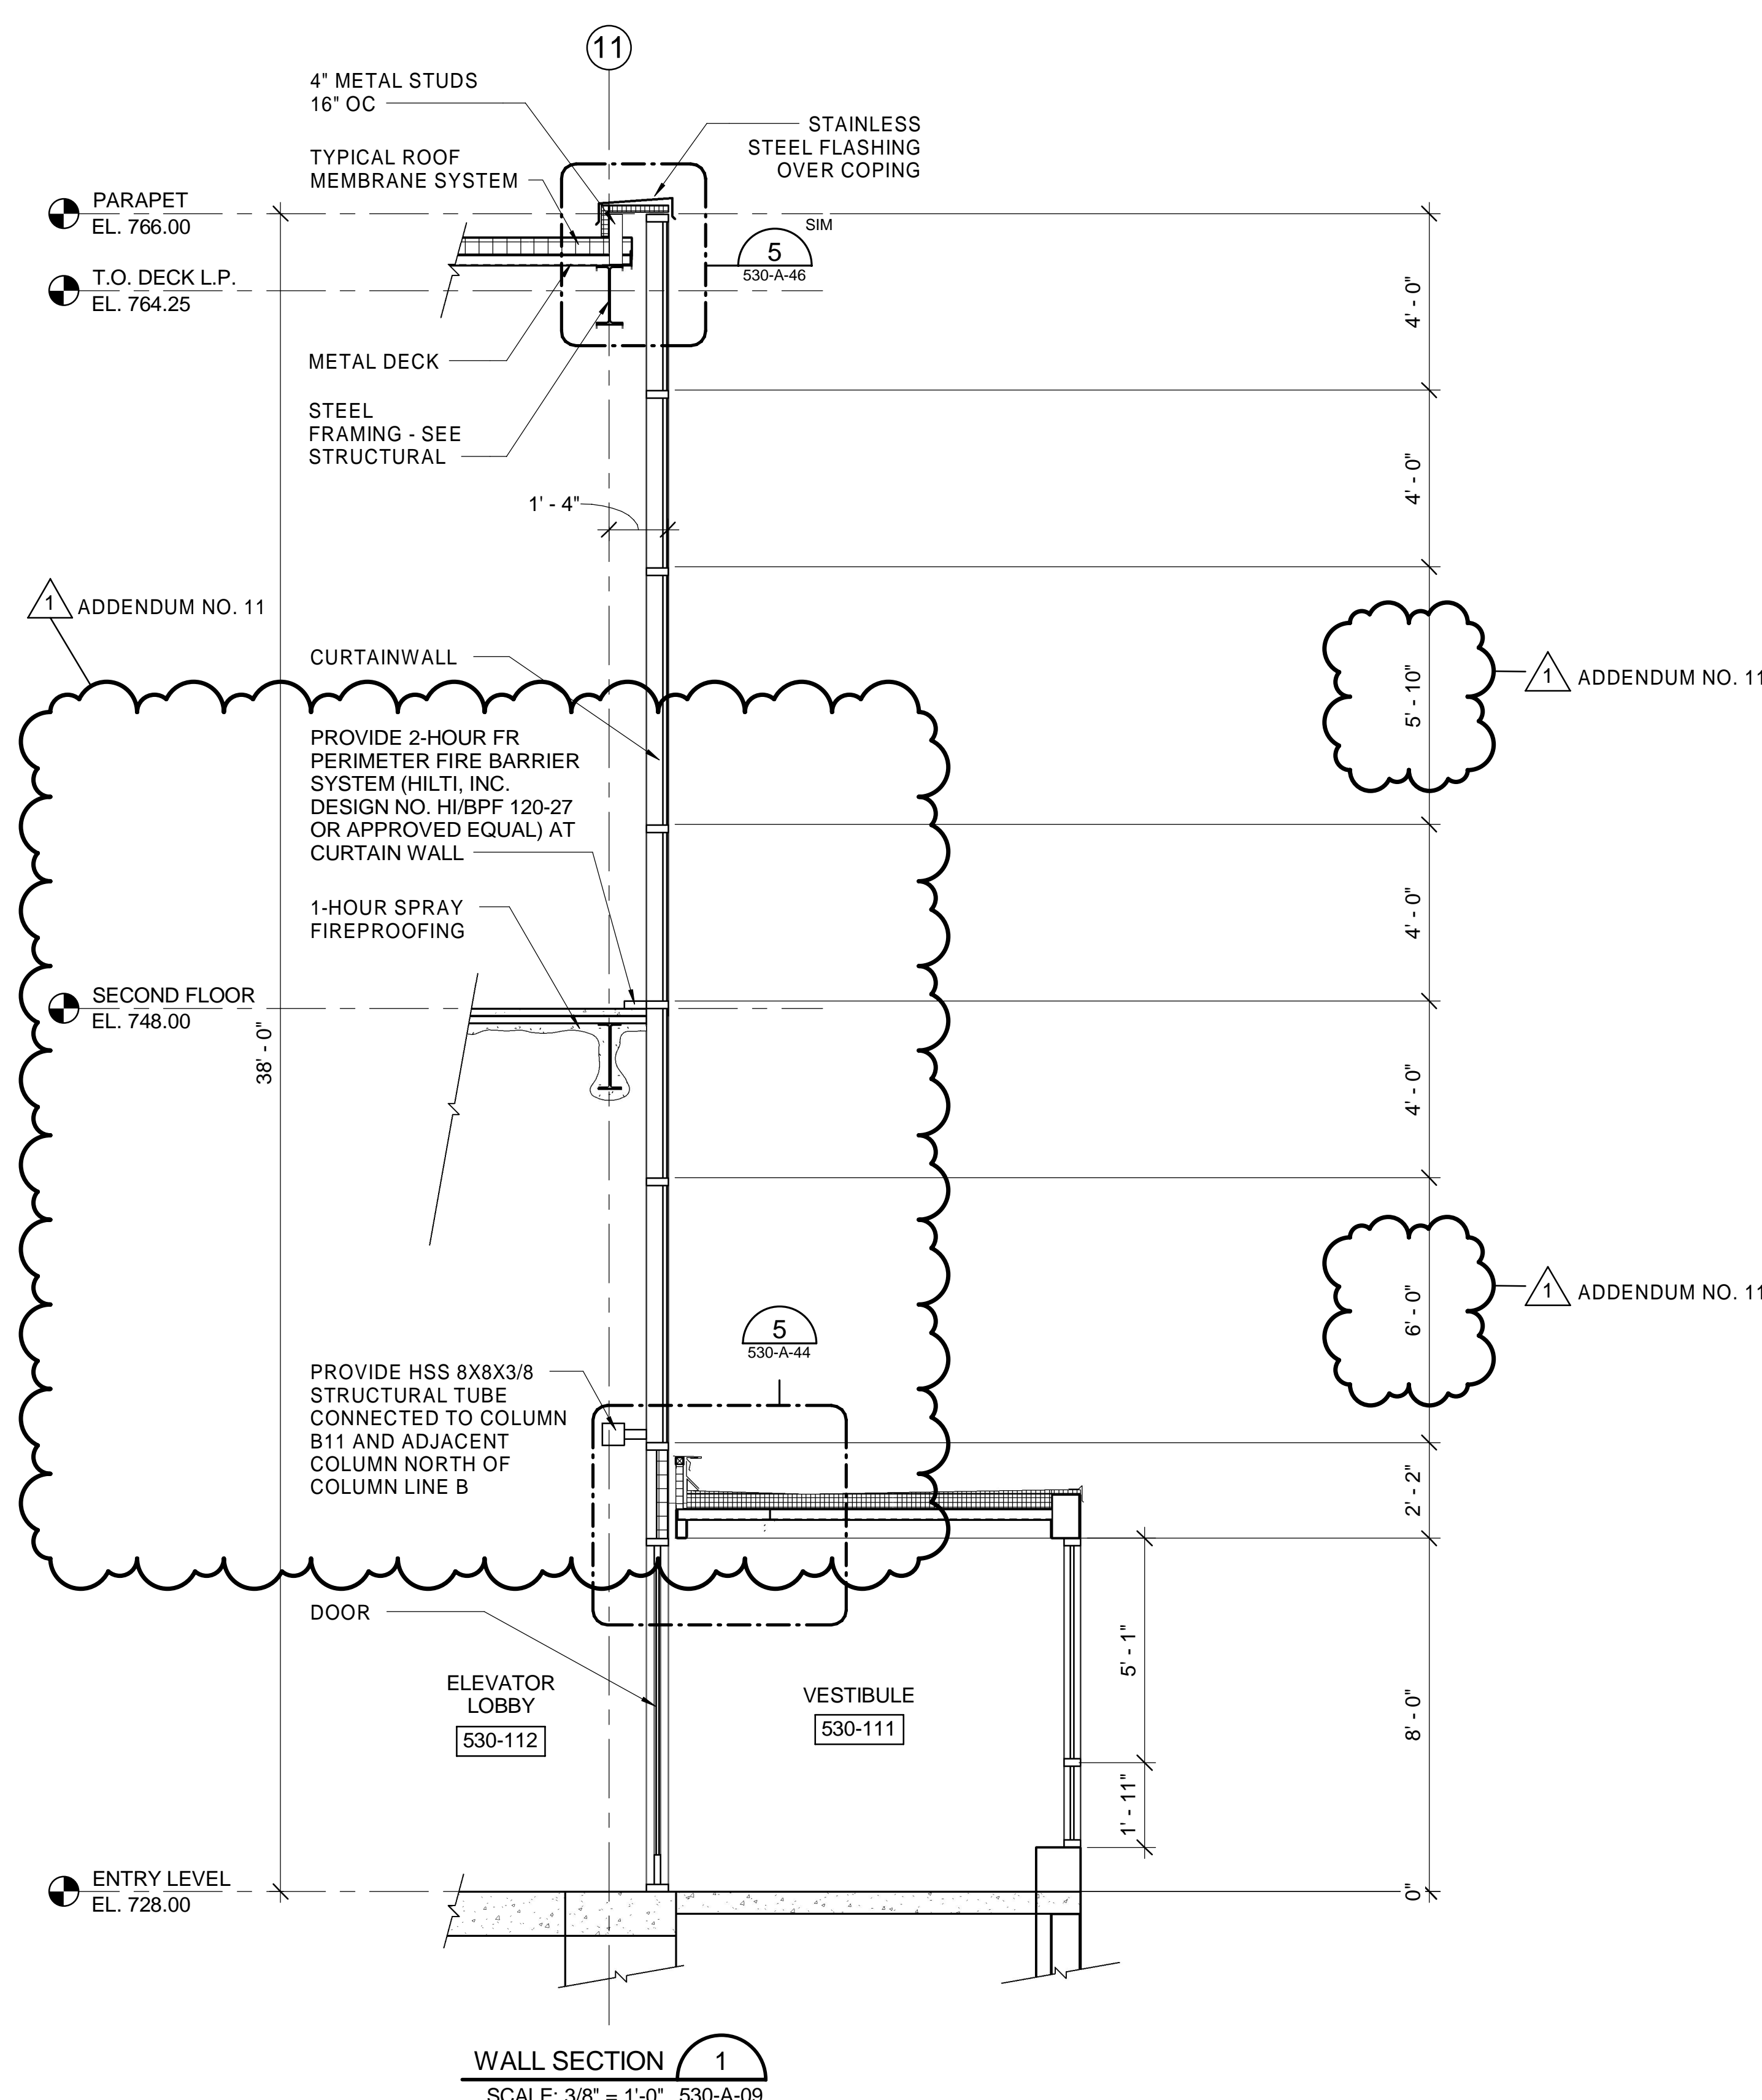 11
4" METAL STUDS
16" OC
STAINLESS
STEEL FLASHING
OVER COPING
TYPICAL ROOF
MEMBRANE SYSTEM
PARAPET
EL. 766.00
SIM
5
530-A-46
T.O. DECK L.P.
EL. 764.25
4' - 0"
METAL DECK
STEEL
FRAMING - SEE
STRUCTURAL
4' - 0"
1' - 4"
1
ADDENDUM NO. 11
CURTAINWALL
5' - 10"
1
ADDENDUM NO. 11
PROVIDE 2-HOUR FR
PERIMETER FIRE BARRIER
SYSTEM (HILTI, INC.
DESIGN NO. HI/BPF 120-27
OR APPROVED EQUAL) AT
CURTAIN WALL
1-HOUR SPRAY
FIREPROOFING
4' - 0"
SECOND FLOOR
EL. 748.00
38' - 0"
4' - 0"
6' - 0"
1
ADDENDUM NO. 11
5
530-A-44
PROVIDE HSS 8X8X3/8
STRUCTURAL TUBE
CONNECTED TO COLUMN
B11 AND ADJACENT
COLUMN NORTH OF
COLUMN LINE B
2' - 2"
DOOR
5' - 1"
ELEVATOR
LOBBY
530-112
VESTIBULE
530-111
8' - 0"
1' - 11"
ENTRY LEVEL
EL. 728.00
0"
WALL SECTION
1
SCALE: 3/8" = 1'-0"
530-A-09